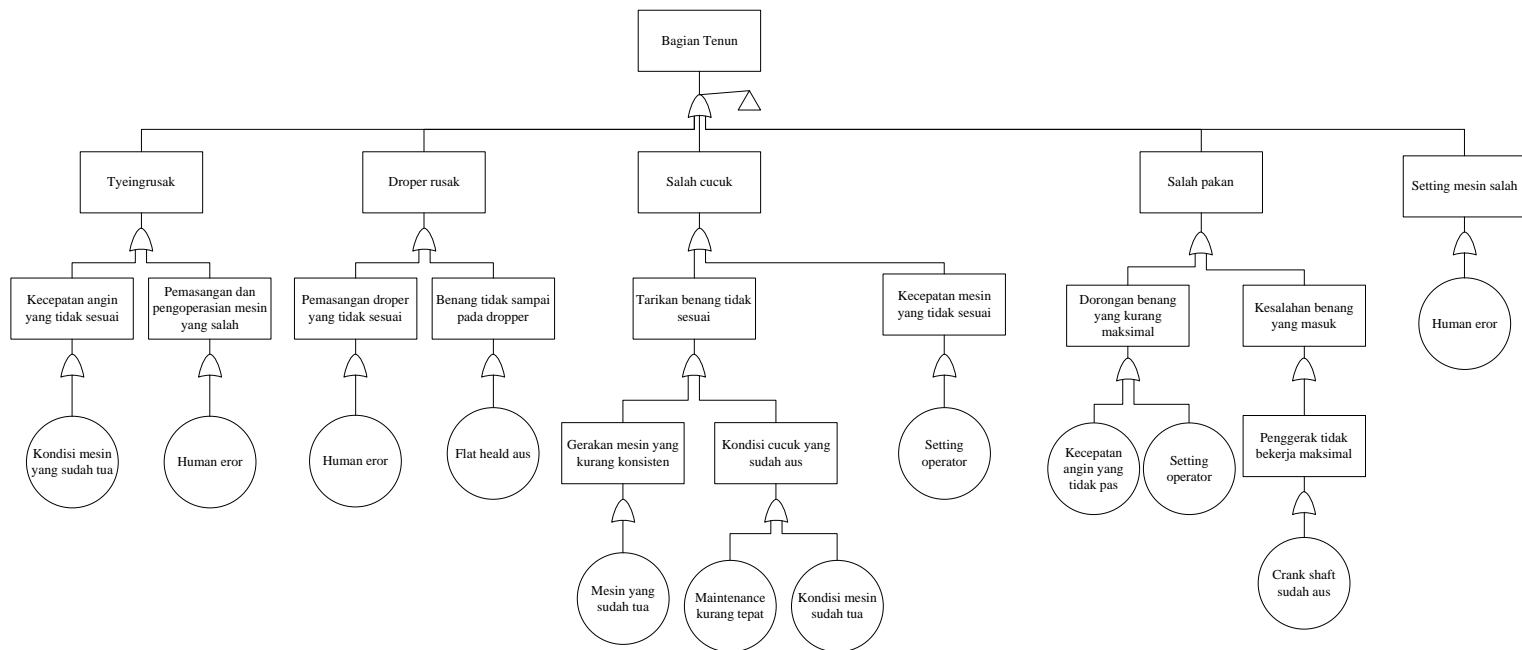 Bagian Tenun
Tyeingrusak
Droper rusak
Salah cucuk
Salah pakan
Setting mesin salah
Kecepatan angin
yang tidak sesuai
Pemasangan dan
pengoperasian mesin
yang salah
Pemasangan droper
yang tidak sesuai
Benang tidak sampai
pada dropper
Tarikan benang tidak
sesuai
Kecepatan mesin
yang tidak sesuai
Dorongan benang
yang kurang
maksimal
Kesalahan benang
yang masuk
Human eror
Kondisi mesin
yang sudah tua
Human eror
Human eror
Flat heald aus
Gerakan mesin yang
kurang konsisten
Kondisi cucuk yang
sudah aus
Setting
operator
Kecepatan
angin yang
tidak pas
Setting
operator
Penggerak tidak
bekerja maksimal
Mesin yang
sudah tua
Maintenance
kurang tepat
Kondisi mesin
sudah tua
Crank shaft
sudah aus